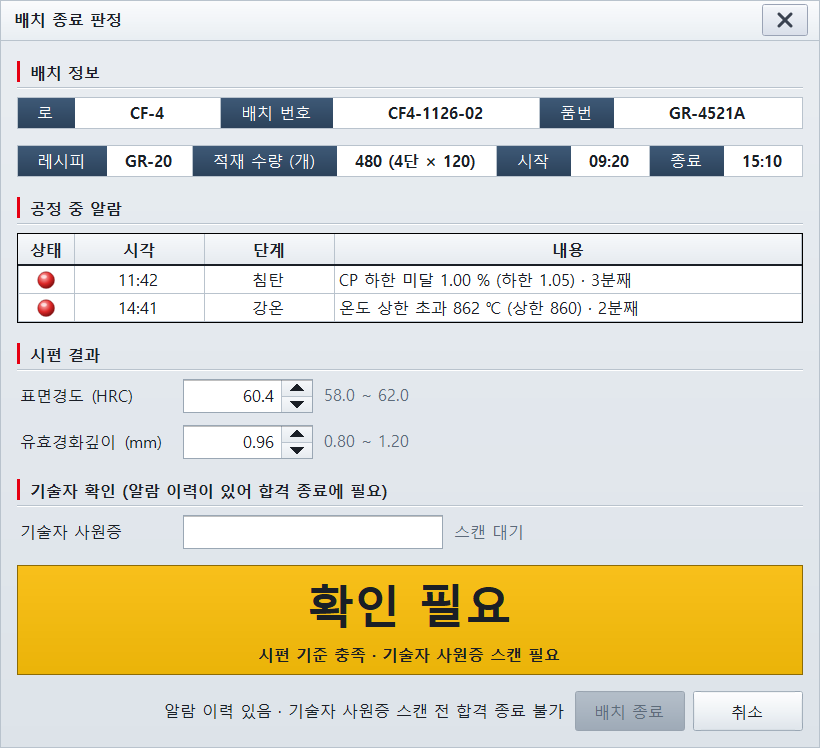 배치 종료 판정
배치 정보
로 CF-4 배치 번호 CF4-1126-02 품번 GR-4521A
레시피 GR-20 적재 수량 (개) 480 (4단 × 120) 시작 09:20 종료 15:10
공정 중 알람
상태 시각 단계 내용
11:42 침탄 CP 하한 미달 1.00 % (하한 1.05) · 3분째
14:41 강온 온도 상한 초과 862 ℃ (상한 860) · 2분째
시편 결과
표면경도 (HRC) 60.4 58.0 ~ 62.0
유효경화깊이 (mm) 0.96 0.80 ~ 1.20
기술자 확인 (알람 이력이 있어 합격 종료에 필요)
기술자 사원증 스캔 대기
확인 필요
시편 기준 충족 · 기술자 사원증 스캔 필요
알람 이력 있음 · 기술자 사원증 스캔 전 합격 종료 불가 배치 종료 취소